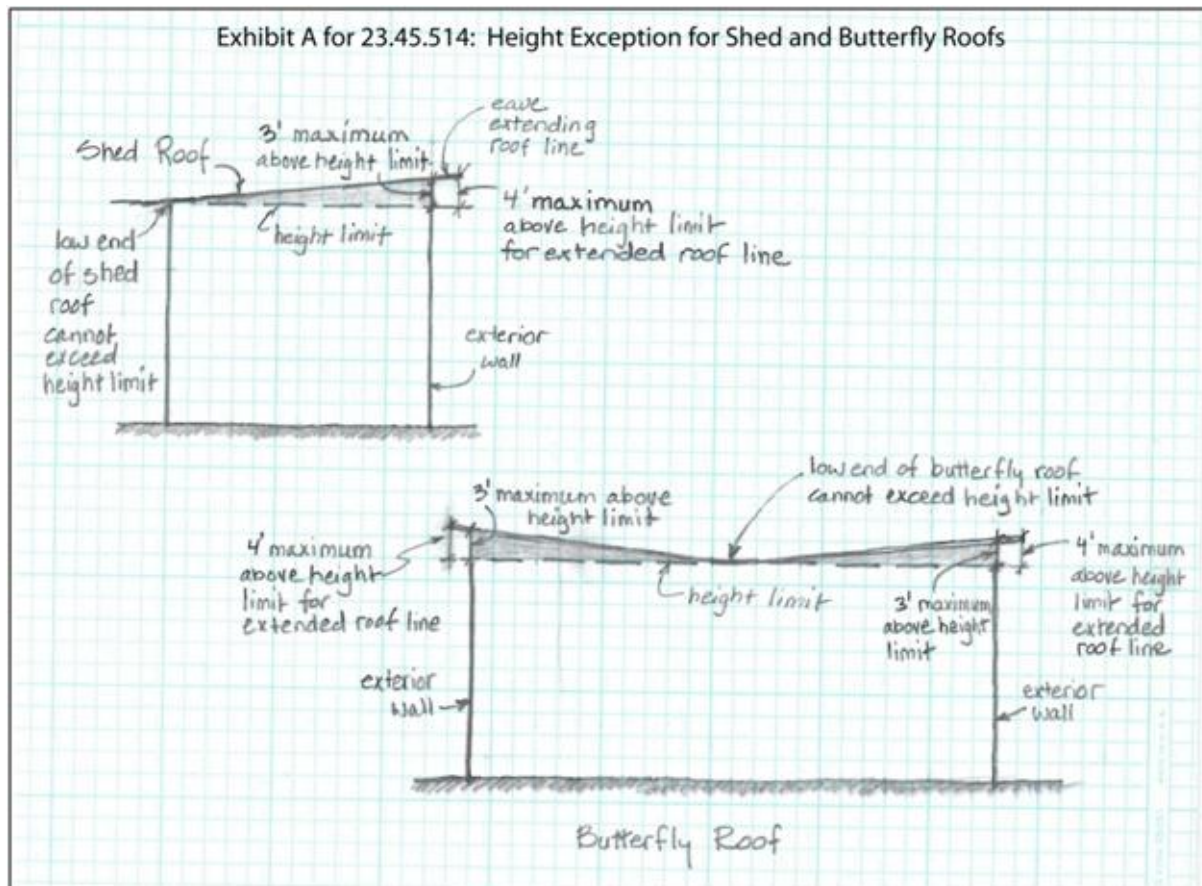 Exhibit A for 23.45.514: Height Exception for Shed and Butterfly Roofs
Shed Roof
3' maximum
above height limit
eave
extending
roof line
4' maximum
above height limit
for extended roof line
height limit
low end
of shed
roof
cannot
exceed
height limit
exterior
wall
low end of butterfly roof
cannot exceed height limit
3' maximum above
height limit
4' maximum
above height
limit for
extended roof line
height limit
3' maximum
above height
limit
4' maximum
above height
limit for
extended
roof line
exterior
wall
exterior
wall
Butterfly Roof